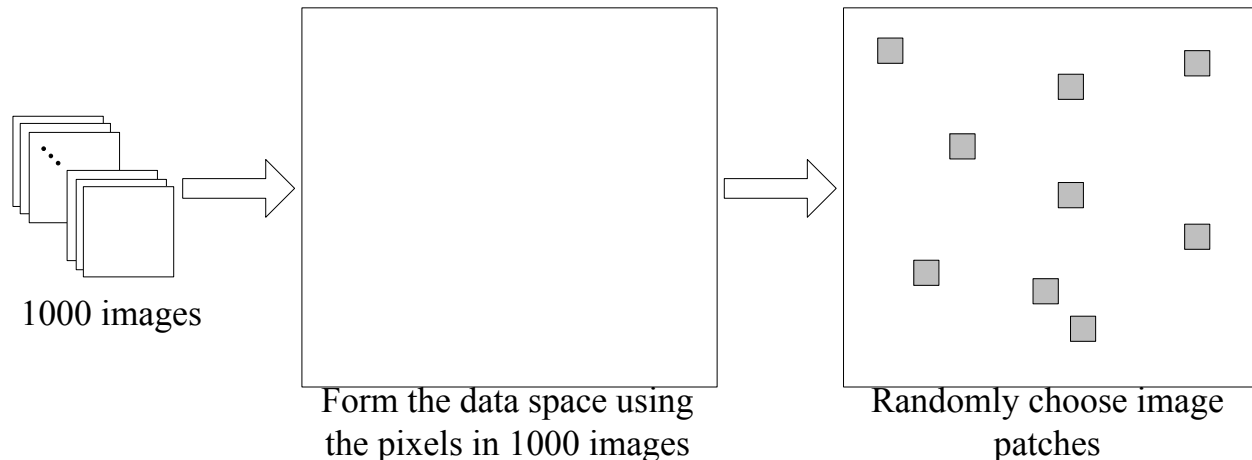 1000 images
Form the data space using
the pixels in 1000 images
Randomly choose image
patches